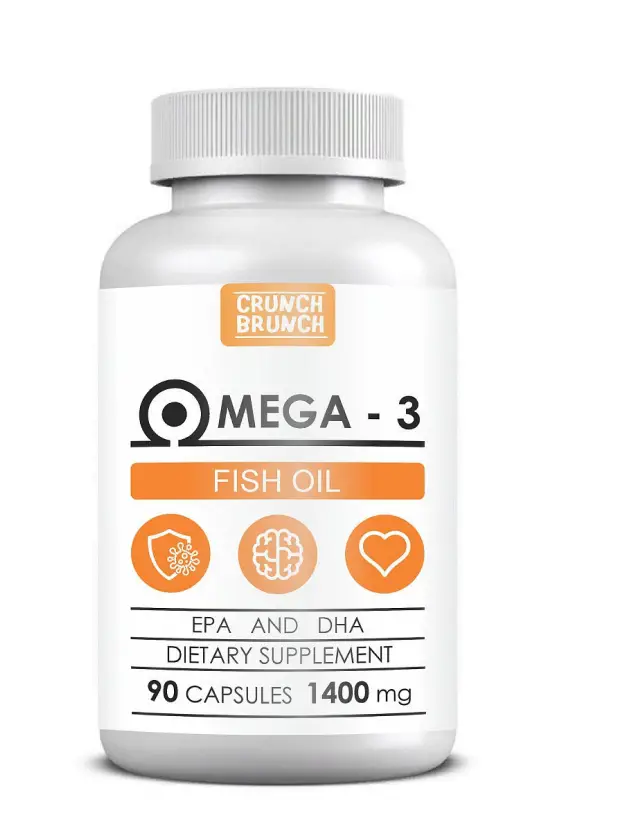 CRUNCH
BRUNCH
OMEGA - 3
FISH OIL
EPA AND DHA
DIETARY SUPPLEMENT
90 CAPSULES 1400 mg